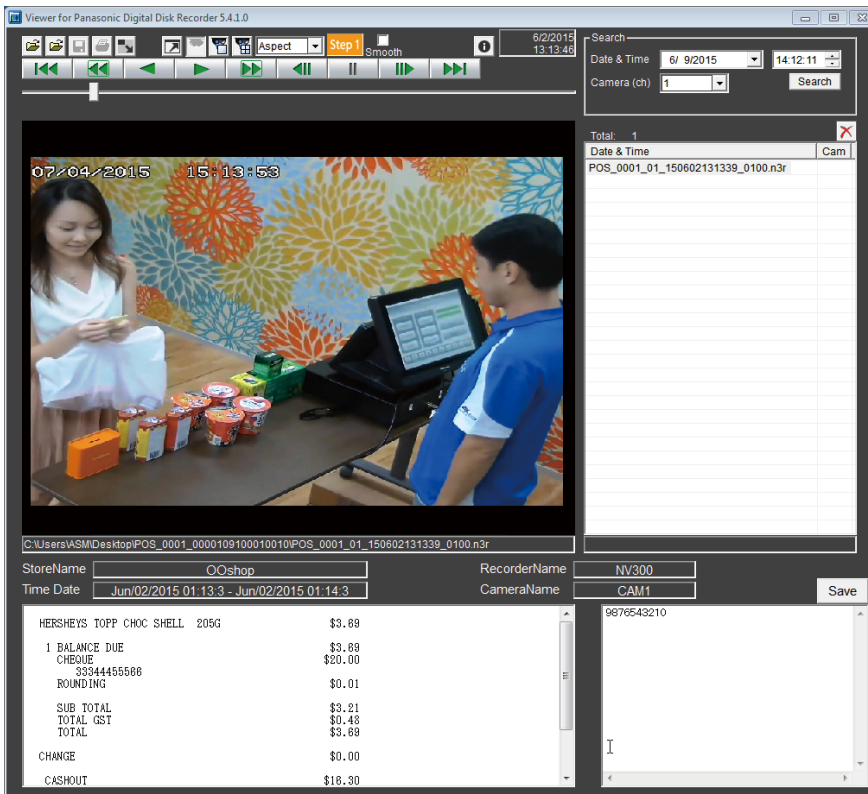 Viewer for Panasonic Digital Disk Recorder 5.4.1.0
Aspect
Step 1
Smooth
6/2/2015
13:13:46
Search
Date & Time 6/ 9/2015 14:12:11
Camera (ch) 1 Search
Total: 1
Date & Time Cam
POS_0001_01_150602131339_0100.n3r
07/04/2015 15:13:53
C:\Users\ASM\Desktop\POS_0001_0000109100010010\POS_0001_01_150602131339_0100.n3r
StoreName OOshop RecorderName NV300
Time Date Jun/02/2015 01:13:3 - Jun/02/2015 01:14:3 CameraName CAM1 Save
HERSHEYS TOPP CHOC SHELL 205G $3.69
1 BALANCE DUE $3.69
CHEQUE $20.00
33344455566
ROUNDING $0.01
SUB TOTAL $3.21
TOTAL GST $0.48
TOTAL $3.69
CHANGE $0.00
CASHOUT $16.30
9876543210